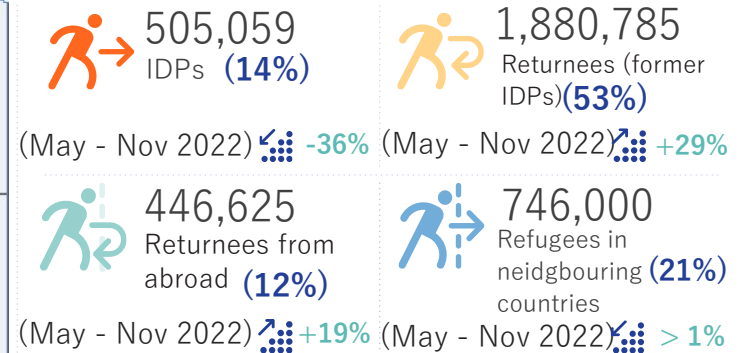 505,059
IDPs (14%)
(May - Nov 2022) -36%
1,880,785
Returnees (former
IDPs)(53%)
(May - Nov 2022) +29%
446,625
Returnees from
abroad (12%)
(May - Nov 2022) +19%
746,000
Refugees in
neidgbouring (21%)
countries
(May - Nov 2022) > 1%